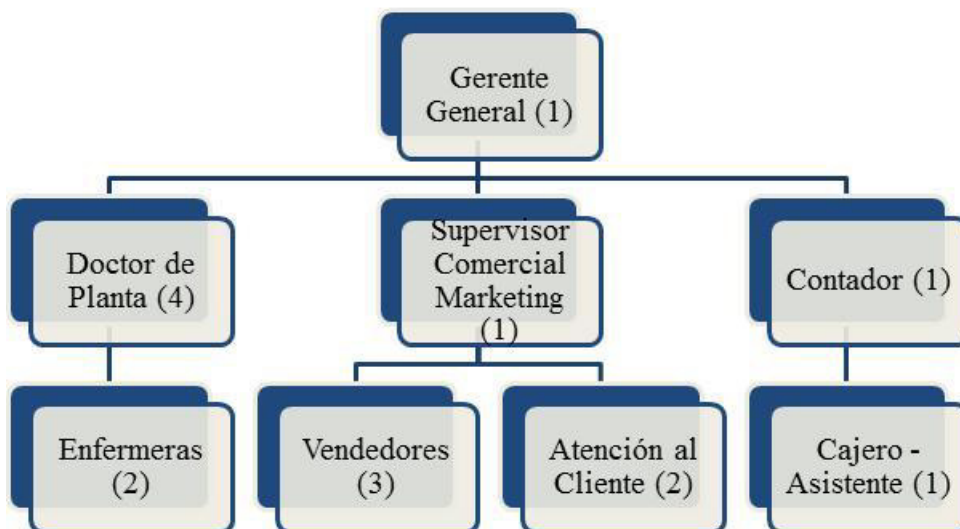 Gerente
General (1)
Doctor de
Planta (4)
Supervisor
Comercial
Marketing
(1)
Contador (1)
Enfermeras
(2)
Vendedores
(3)
Atención al
Cliente (2)
Cajero -
Asistente (1)